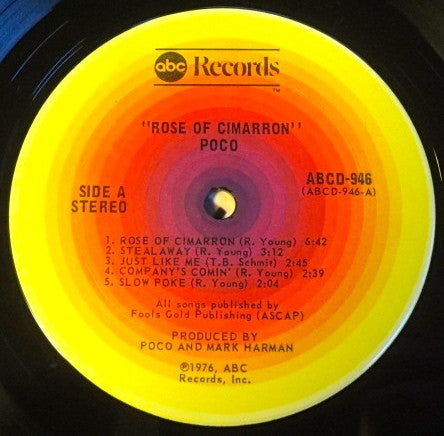 abc Records
TM
"ROSE OF CIMARRON"
POCO
SIDE A
STEREO
ABCD-946
(ABCD-946-A)
1. ROSE OF CIMARRON (R. Young) 6:42
2. STEALAWAY (R. Young) 3:12
3. JUST LIKE ME (T.B. Schmit) 2:45
4. COMPANY'S COMIN' (R. Young) 2:39
5. SLOW POKE (R. Young) 2:04
All songs published by
Fools Gold Publishing (ASCAP)
PRODUCED BY
POCO AND MARK HARMAN
℗1976, ABC
Records, Inc.